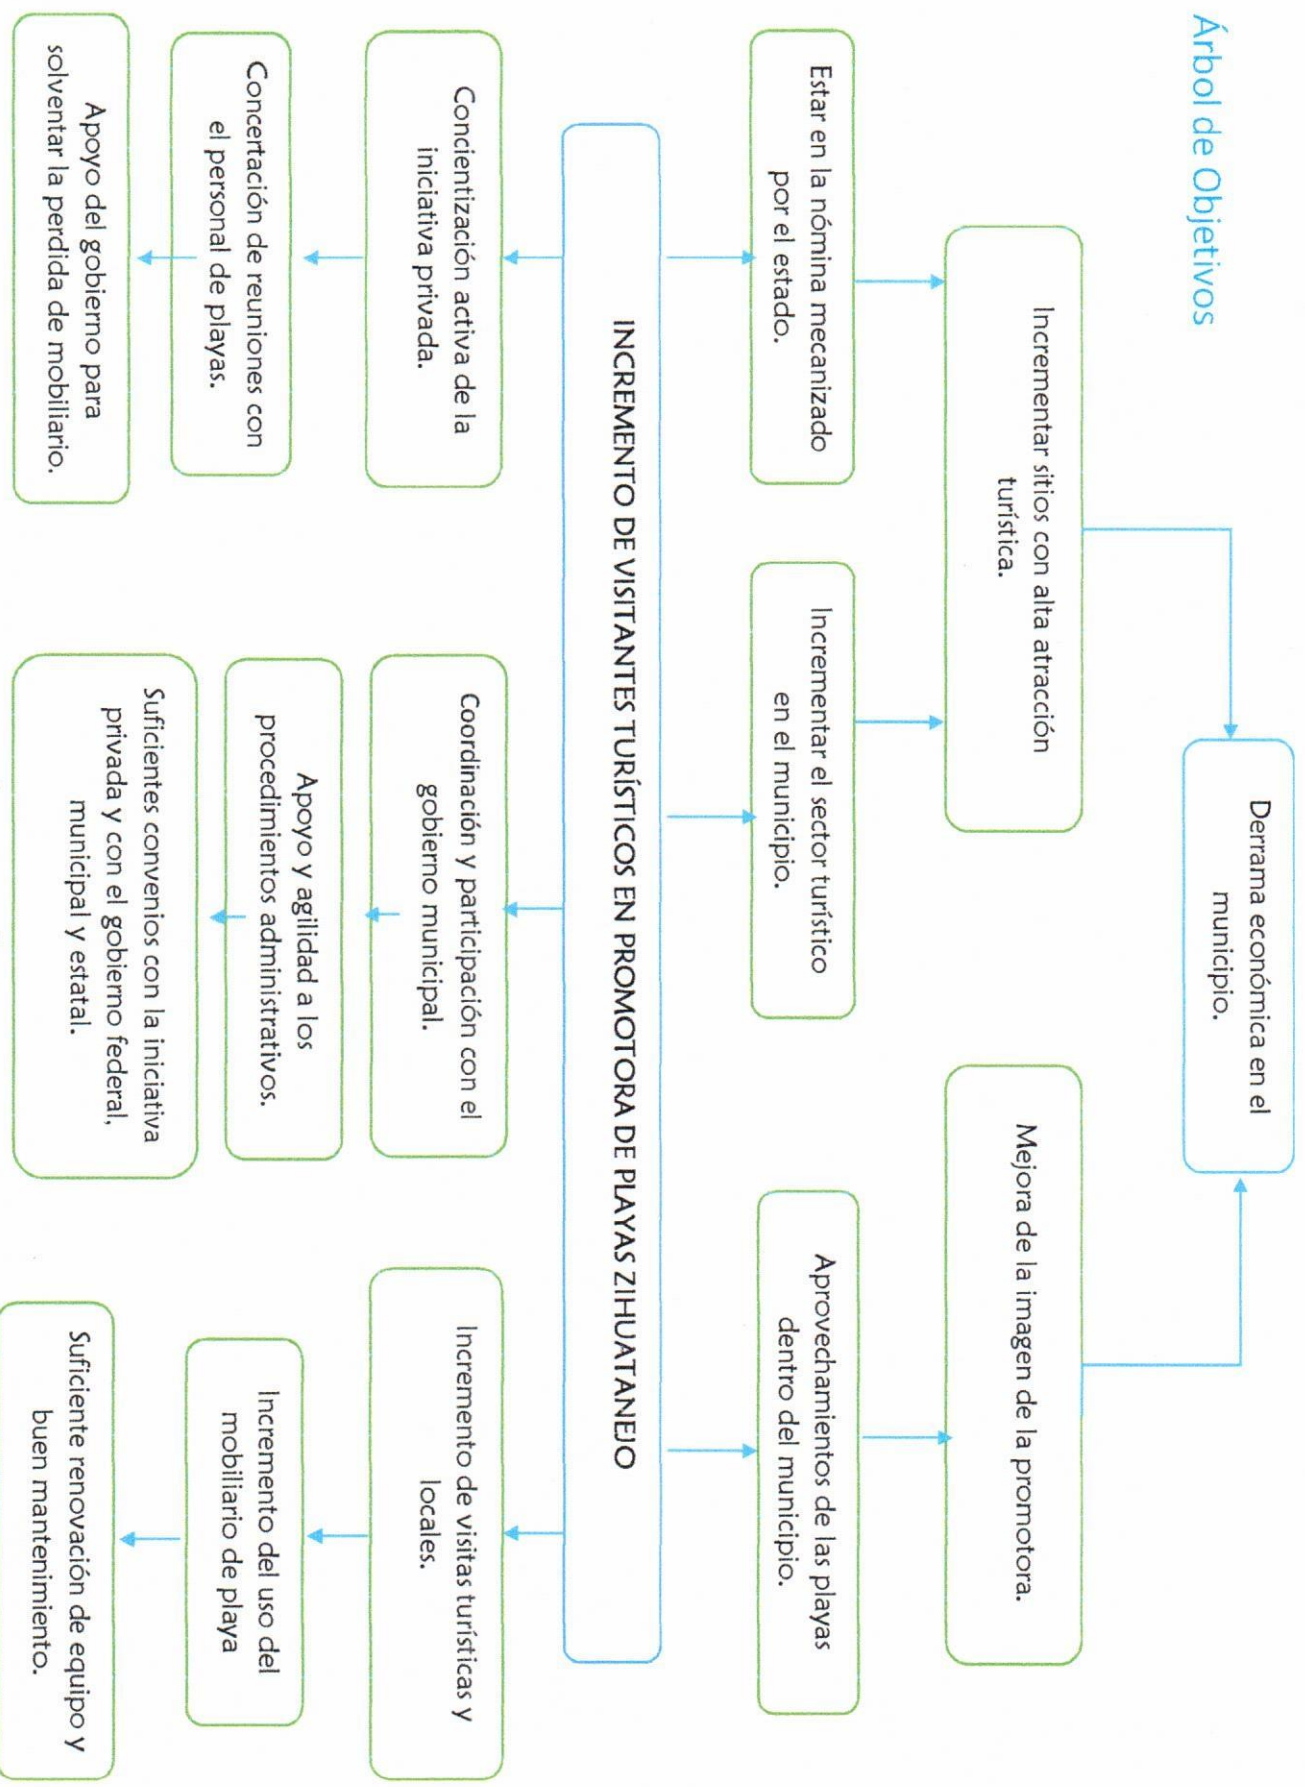 Árbol de Objetivos
Derrama económica en el
municipio.
Incrementar sitios con alta atracción
turística.
Mejora de la imagen de la promotora.
Estar en la nómina mecanizado
por el estado.
Incrementar el sector turístico
en el municipio.
Aprovechamientos de las playas
dentro del municipio.
INCREMENTO DE VISITANTES TURÍSTICOS EN PROMOTORA DE PLAYAS ZIHUATANEJO
Concientización activa de la
iniciativa privada.
Coordinación y participación con el
gobierno municipal.
Incremento de visitas turísticas y
locales.
Concertación de reuniones con
el personal de playas.
Apoyo y agilidad a los
procedimientos administrativos.
Incremento del uso del
mobiliario de playa
Apoyo del gobierno para
solventar la perdida de mobiliario.
Suficientes convenios con la iniciativa
privada y con el gobierno federal,
municipal y estatal.
Suficiente renovación de equipo y
buen mantenimiento.